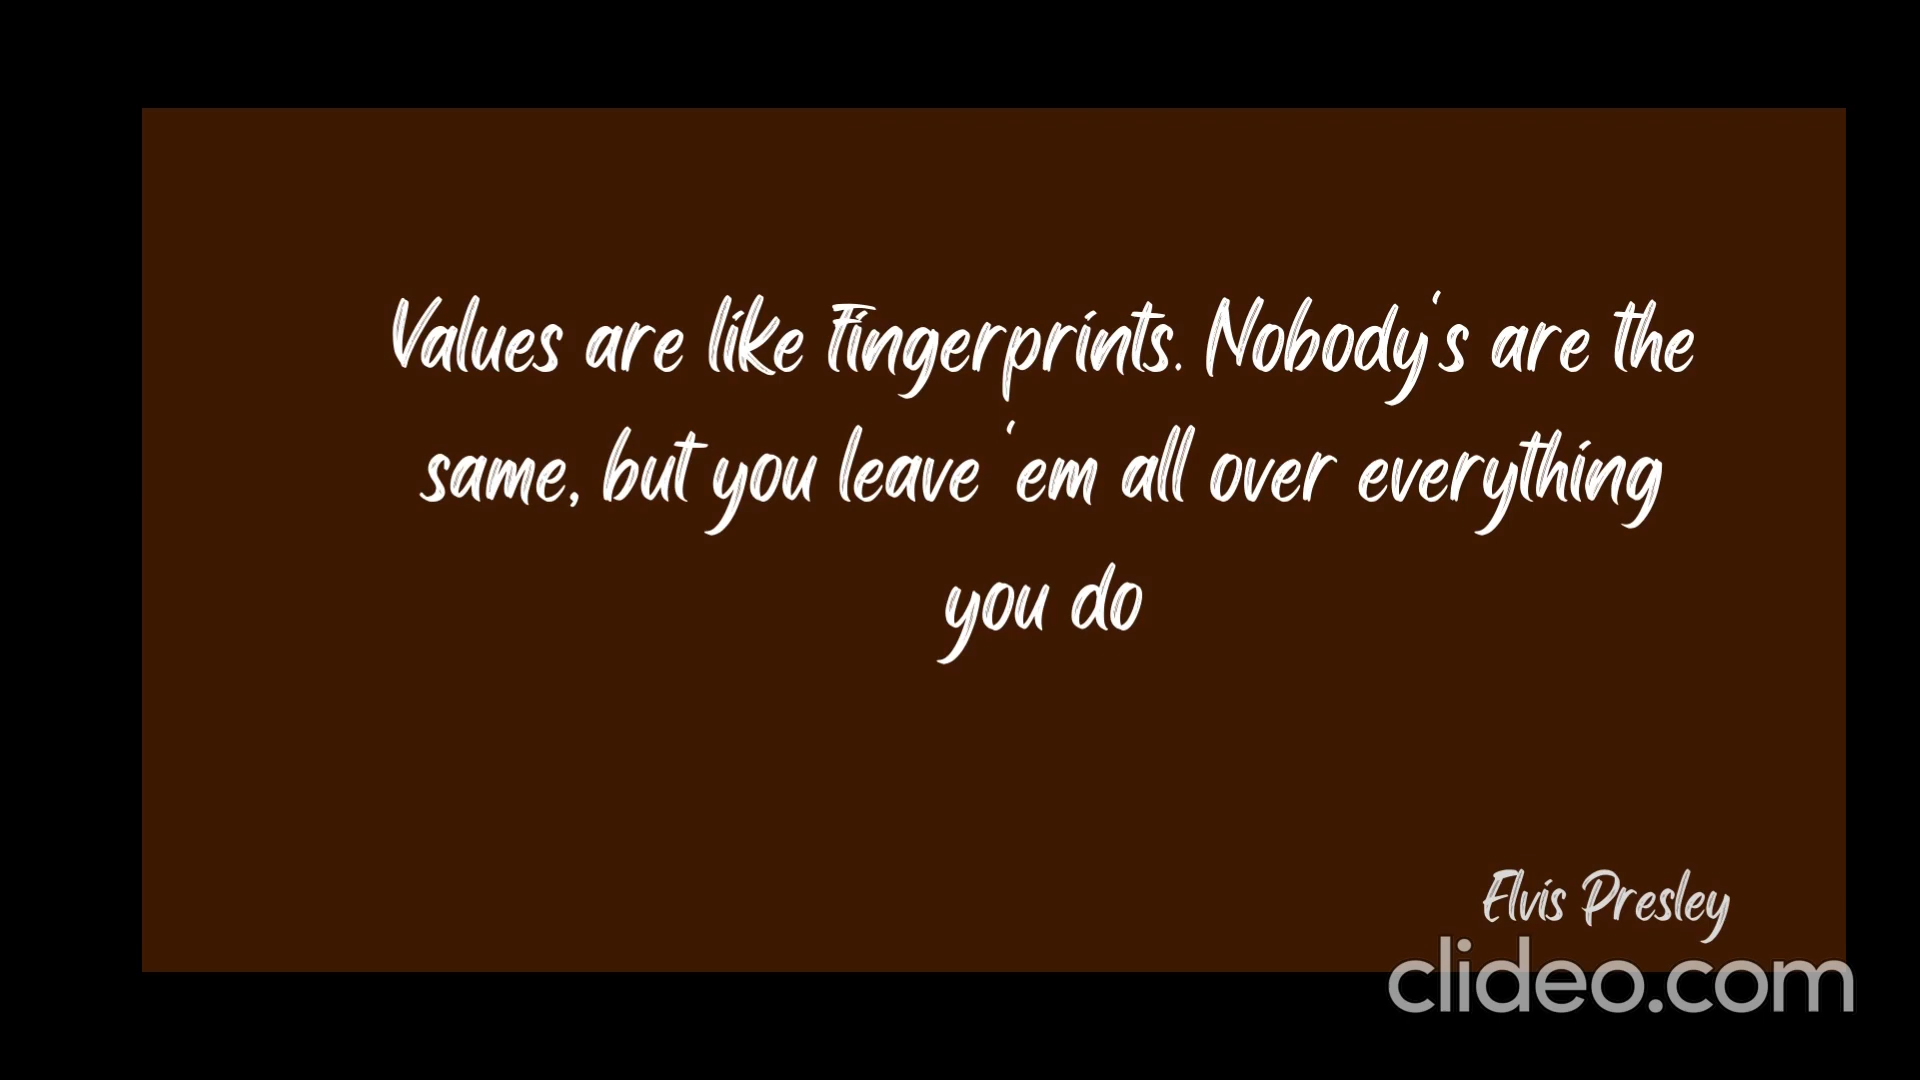 Values are like fingerprints. Nobody's are the
same, but you leave 'em all over everything
you do
Elvis Presley
clideo.com